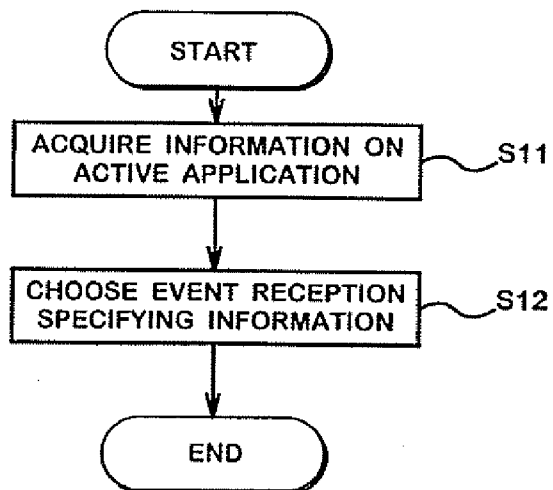 START
ACQUIRE INFORMATION ON
ACTIVE APPLICATION
S11
CHOOSE EVENT RECEPTION
SPECIFYING INFORMATION
S12
END